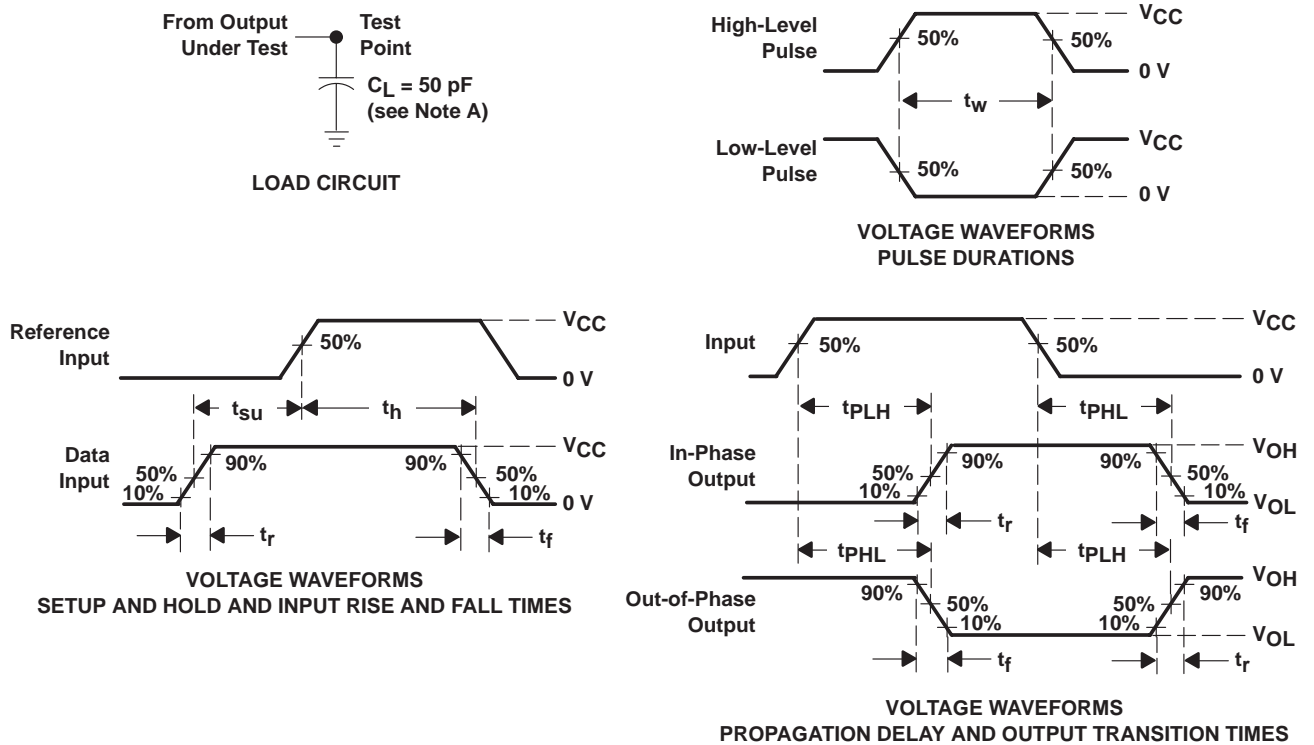 From Output
Under Test
Test
Point
CL = 50 pF
(see Note A)
LOAD CIRCUIT
High-Level
Pulse
50%
50%
VCC
0 V
tw
Low-Level
Pulse
50%
50%
VCC
0 V
VOLTAGE WAVEFORMS
PULSE DURATIONS
Reference
Input
50%
VCC
0 V
tsu
th
Data
Input
50%
10%
90%
90%
50%
10%
VCC
0 V
tr
tf
VOLTAGE WAVEFORMS
SETUP AND HOLD AND INPUT RISE AND FALL TIMES
Input
50%
50%
VCC
0 V
tPLH
tPHL
In-Phase
Output
50%
10%
90%
90%
50%
10%
VOH
VOL
tr
tf
tPHL
tPLH
Out-of-Phase
Output
90%
50%
10%
50%
10%
90%
VOH
VOL
tf
tr
VOLTAGE WAVEFORMS
PROPAGATION DELAY AND OUTPUT TRANSITION TIMES